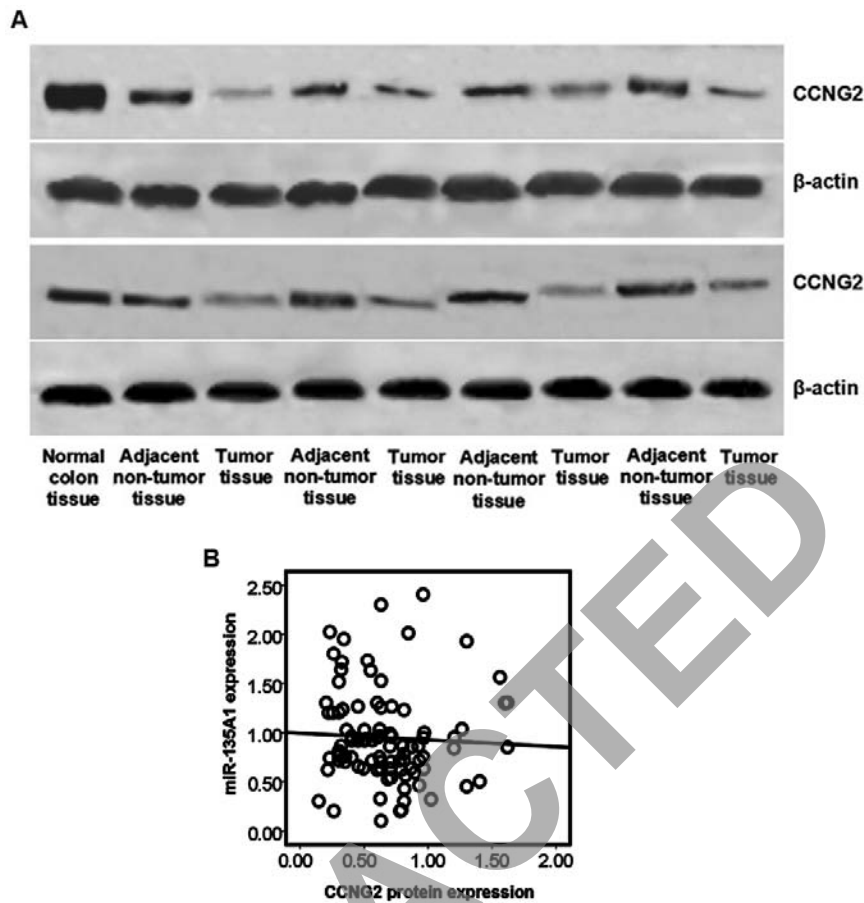 A
CCNG2
β-actin
CCNG2
β-actin
Normal colon tissue
Adjacent non-tumor tissue
Tumor tissue
Adjacent non-tumor tissue
Tumor tissue
Adjacent non-tumor tissue
Tumor tissue
Adjacent non-tumor tissue
Tumor tissue
B
miR-135A1 expression
2.50
2.00
1.50
1.00
0.50
0.00
0.00 0.50 1.00 1.50 2.00
CCNG2 protein expression
ACTED